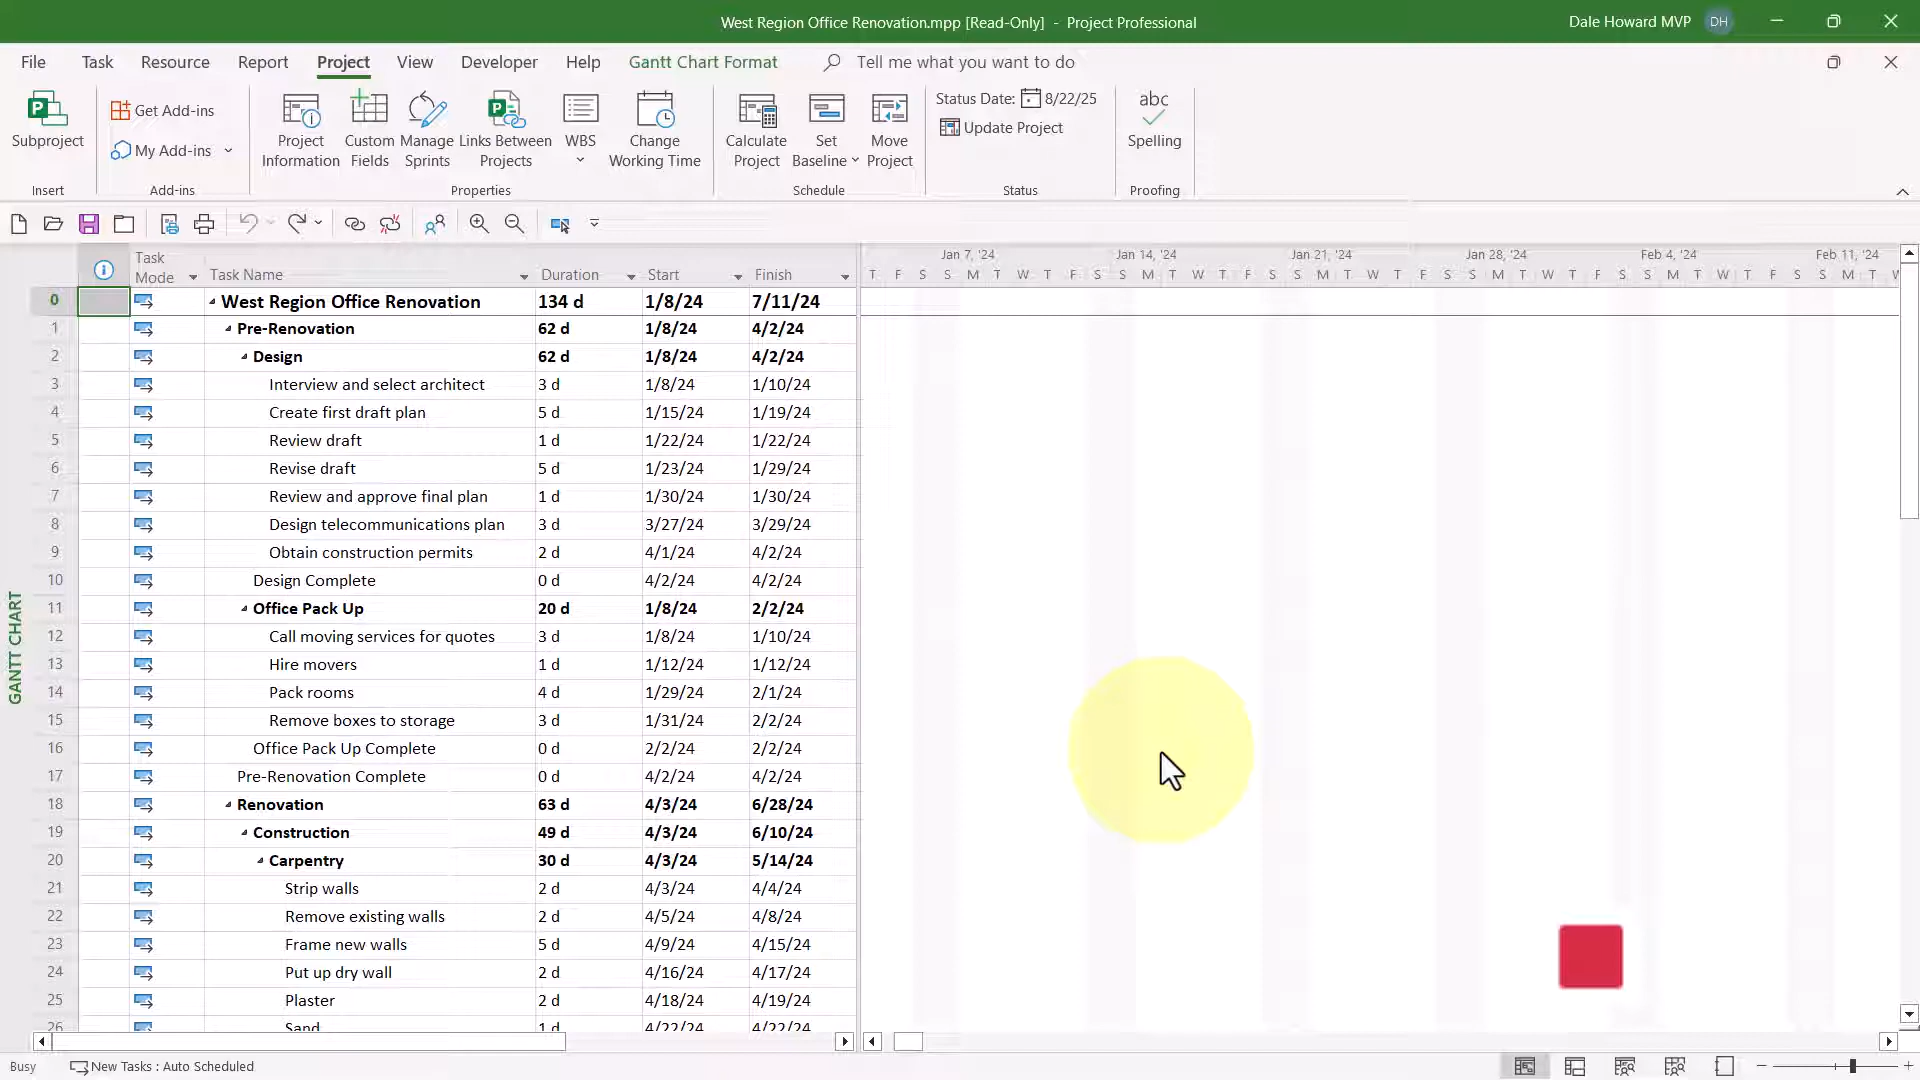 West Region Office Renovation.mpp [Read-Only] - Project Professional
Dale Howard MVP DH
File Task Resource Report Project View Developer Help Gantt Chart Format Tell me what you want to do
Subproject
Insert
Get Add-ins
My Add-ins
Add-ins
Project Information
Custom Fields
Manage Sprints
Links Between Projects
WBS
Change Working Time
Properties
Calculate Project
Set Baseline
Move Project
Schedule
Status Date: 8/22/25
Update Project
Status
abc
Spelling
Proofing
Task Mode Task Name Duration Start Finish
Jan 7, '24 Jan 14, '24 Jan 21, '24 Jan 28, '24 Feb 4, '24 Feb 11, '24
T F S S M T W T F S S M T W T F S S M T W T F S S M T W T F S S M T W T F S S M T W
0 West Region Office Renovation 134 d 1/8/24 7/11/24
1 Pre-Renovation 62 d 1/8/24 4/2/24
2 Design 62 d 1/8/24 4/2/24
3 Interview and select architect 3 d 1/8/24 1/10/24
4 Create first draft plan 5 d 1/15/24 1/19/24
5 Review draft 1 d 1/22/24 1/22/24
6 Revise draft 5 d 1/23/24 1/29/24
7 Review and approve final plan 1 d 1/30/24 1/30/24
8 Design telecommunications plan 3 d 3/27/24 3/29/24
9 Obtain construction permits 2 d 4/1/24 4/2/24
10 Design Complete 0 d 4/2/24 4/2/24
11 Office Pack Up 20 d 1/8/24 2/2/24
12 Call moving services for quotes 3 d 1/8/24 1/10/24
13 Hire movers 1 d 1/12/24 1/12/24
14 Pack rooms 4 d 1/29/24 2/1/24
15 Remove boxes to storage 3 d 1/31/24 2/2/24
16 Office Pack Up Complete 0 d 2/2/24 2/2/24
17 Pre-Renovation Complete 0 d 4/2/24 4/2/24
18 Renovation 63 d 4/3/24 6/28/24
19 Construction 49 d 4/3/24 6/10/24
20 Carpentry 30 d 4/3/24 5/14/24
21 Strip walls 2 d 4/3/24 4/4/24
22 Remove existing walls 2 d 4/5/24 4/8/24
23 Frame new walls 5 d 4/9/24 4/15/24
24 Put up dry wall 2 d 4/16/24 4/17/24
25 Plaster 2 d 4/18/24 4/19/24
26 Sand 1 d 4/22/24 4/22/24
GANTT CHART
Busy New Tasks : Auto Scheduled